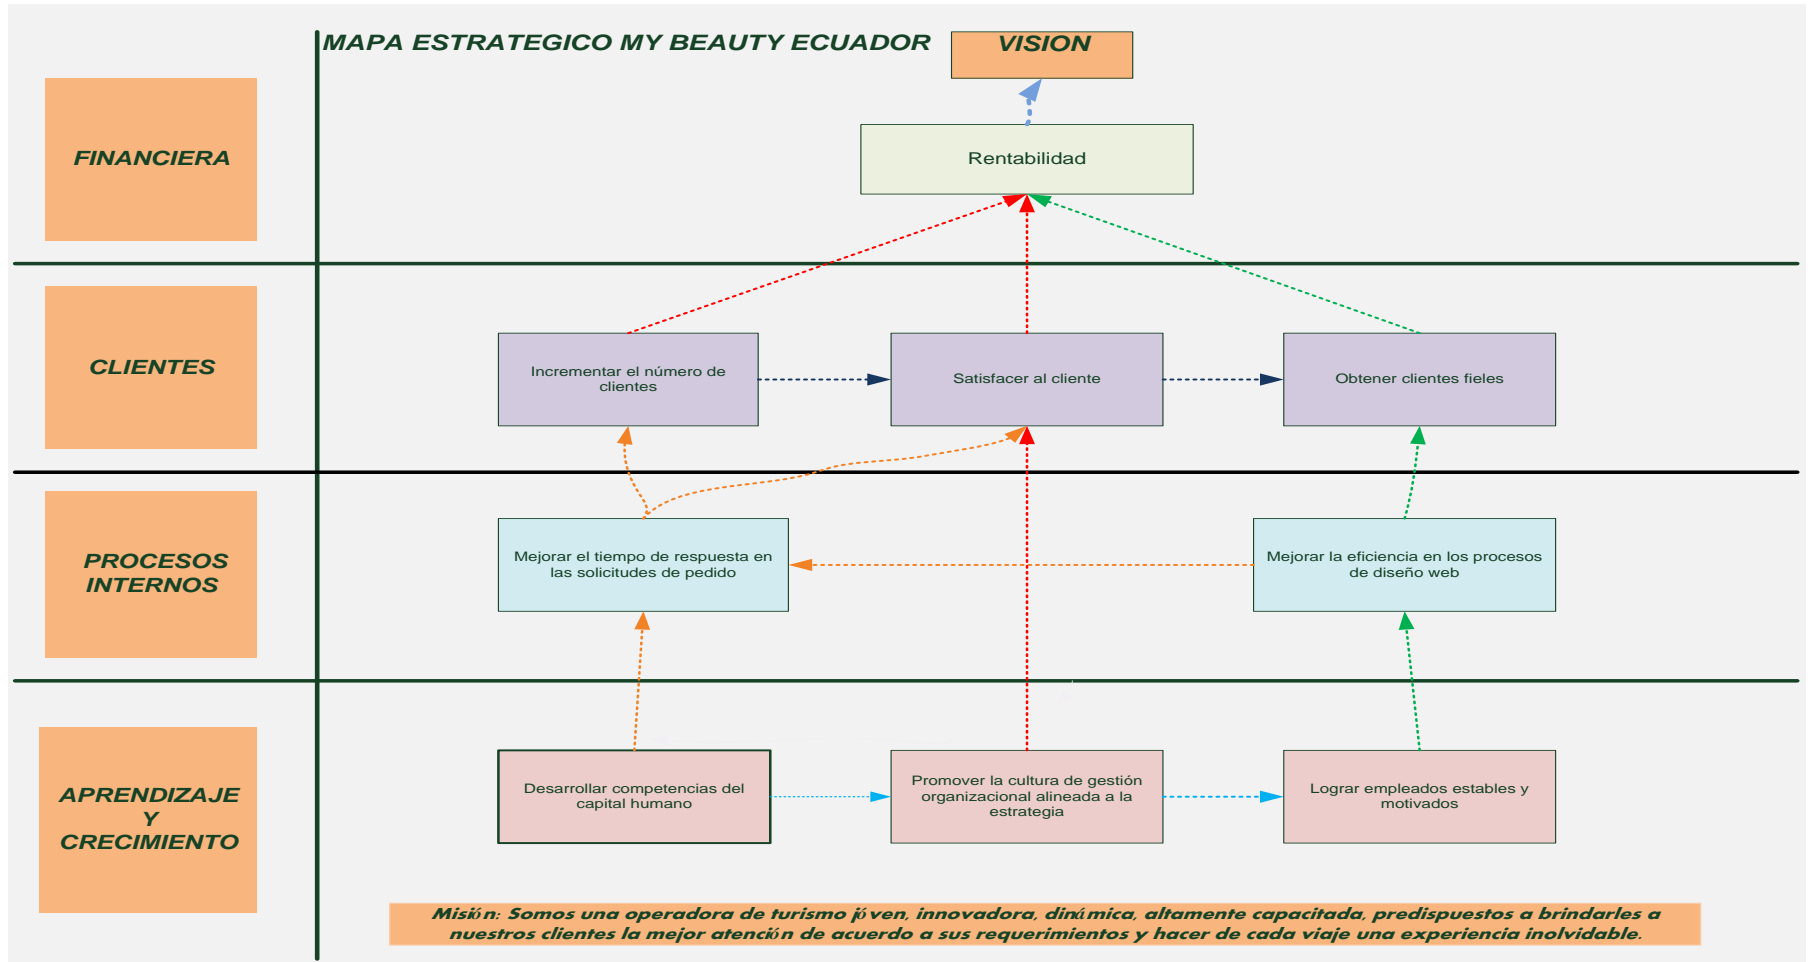 MAPA ESTRATEGICO MY BEAUTY ECUADOR
VISION
FINANCIERA
Rentabilidad
CLIENTES
Incrementar el número de
clientes
Satisfacer al cliente
Obtener clientes fieles
PROCESOS
INTERNOS
Mejorar el tiempo de respuesta en
las solicitudes de pedido
Mejorar la eficiencia en los procesos
de diseño web
APRENDIZAJE
Y
CRECIMIENTO
Desarrollar competencias del
capital humano
Promover la cultura de gestión
organizacional alineada a la
estrategia
Lograr empleados estables y
motivados
Misión: Somos una operadora de turismo jóven, innovadora, dinámica, altamente capacitada, predispuestos a brindarles a
nuestros clientes la mejor atención de acuerdo a sus requerimientos y hacer de cada viaje una experiencia inolvidable.